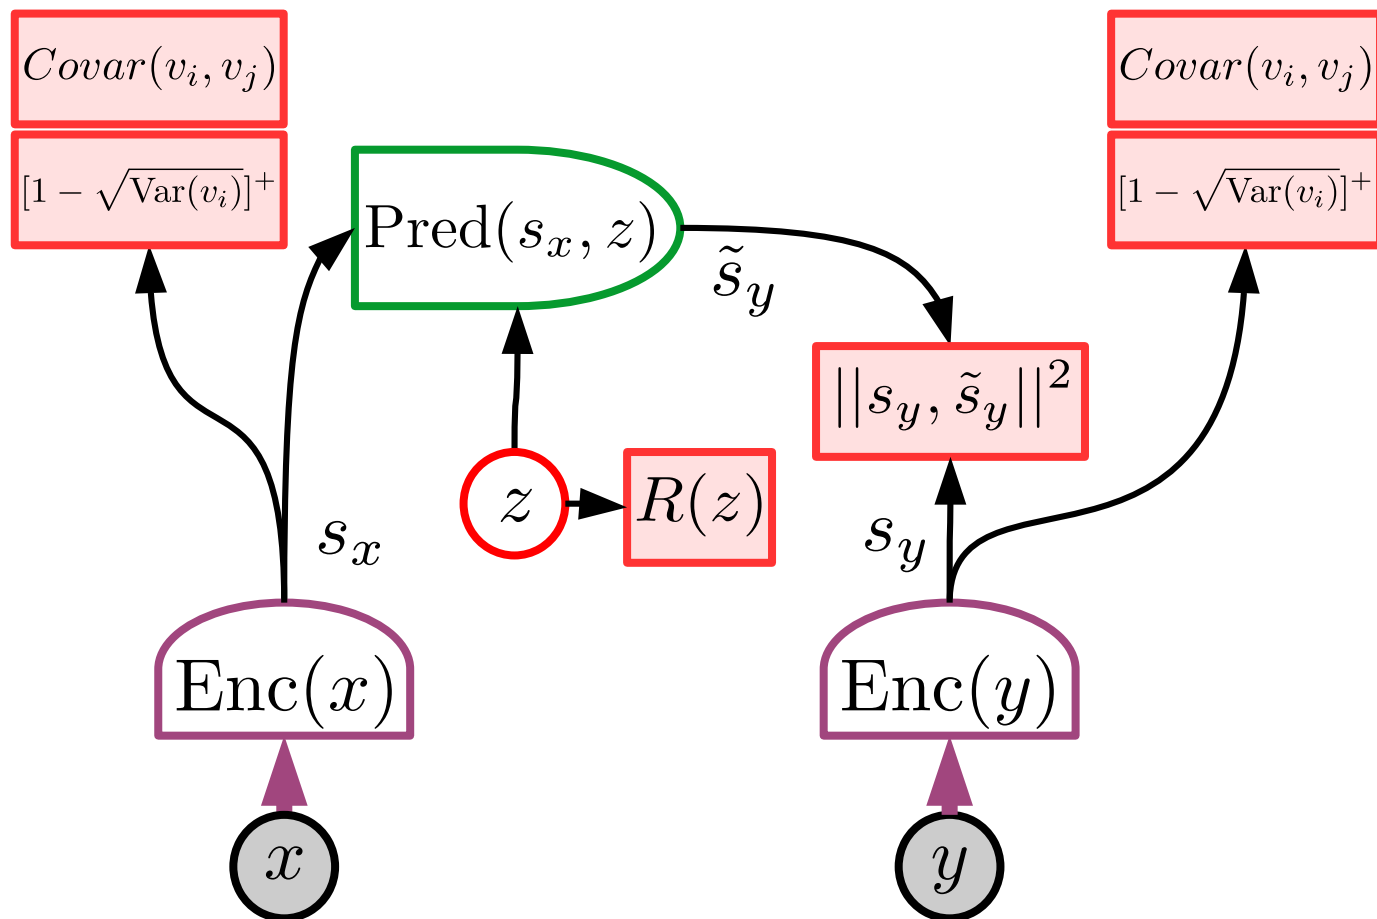 Covar(v_i, v_j)
[1 − √Var(v_i)]^+
Covar(v_i, v_j)
[1 − √Var(v_i)]^+
Pred(s_x, z)
s̃_y
||s_y, s̃_y||^2
z
R(z)
s_x
s_y
Enc(x)
Enc(y)
x
y